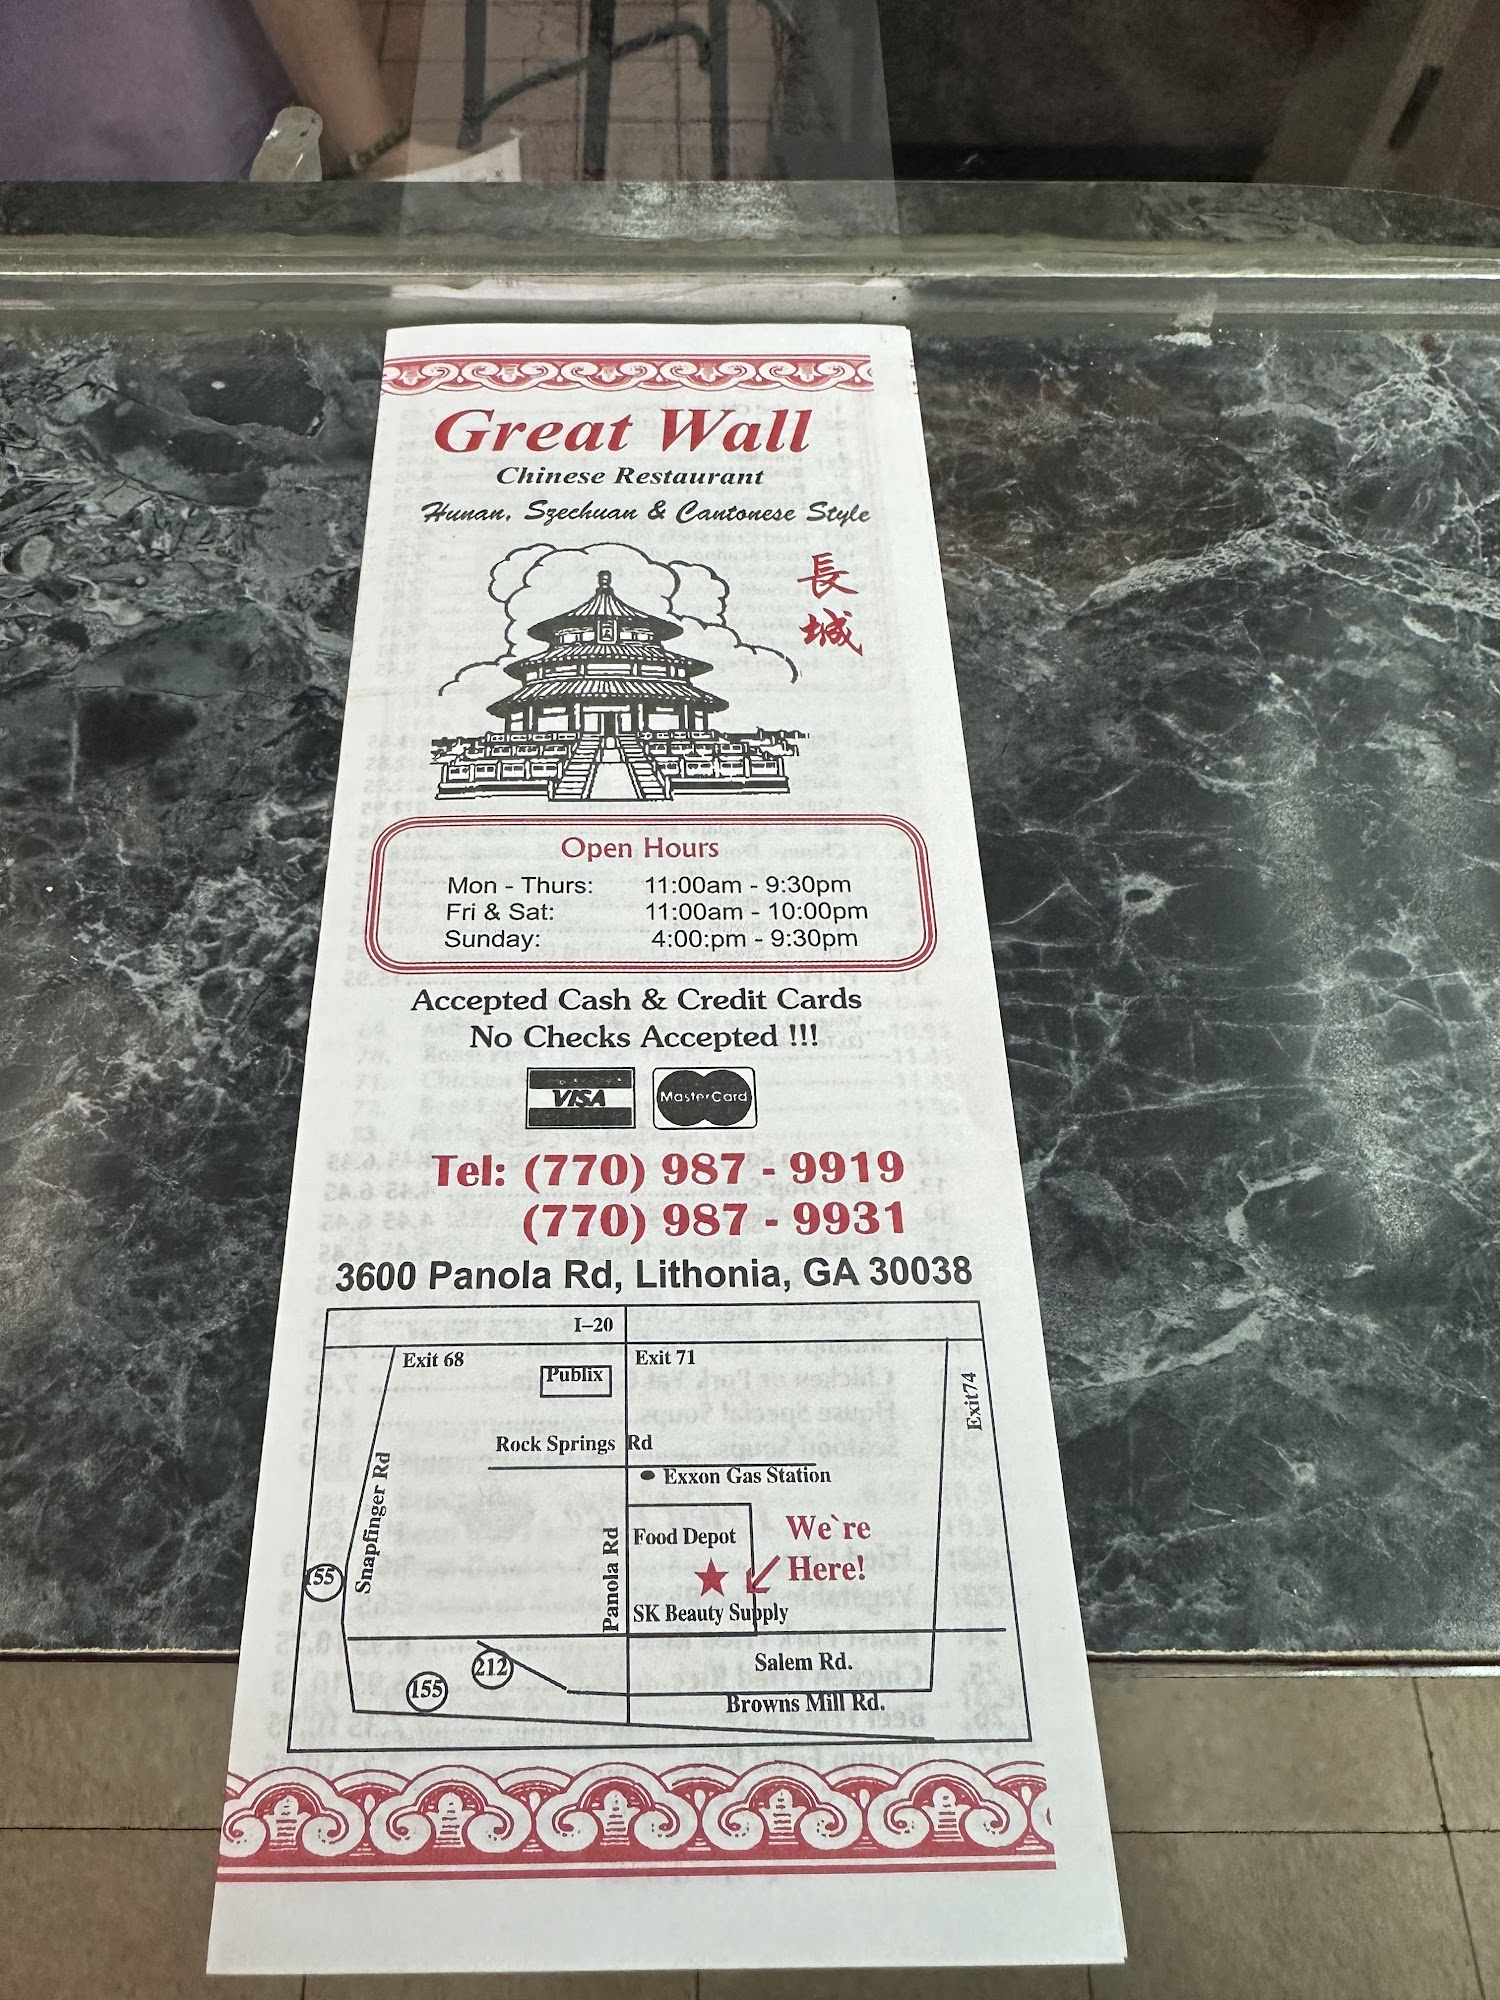 Great Wall
Chinese Restaurant
Hunan, Szechuan & Cantonese Style
長
城
Open Hours
Mon - Thurs: 11:00am - 9:30pm
Fri & Sat: 11:00am - 10:00pm
Sunday: 4:00:pm - 9:30pm
Accepted Cash & Credit Cards
No Checks Accepted !!!
VISA MasterCard
Tel: (770) 987 - 9919
(770) 987 - 9931
3600 Panola Rd, Lithonia, GA 30038
I-20
Exit 68
Publix
Exit 71
Exit74
Rock Springs Rd
Exxon Gas Station
Snapfinger Rd
Panola Rd
Food Depot
We`re
Here!
155
SK Beauty Supply
212
155
Salem Rd.
Browns Mill Rd.